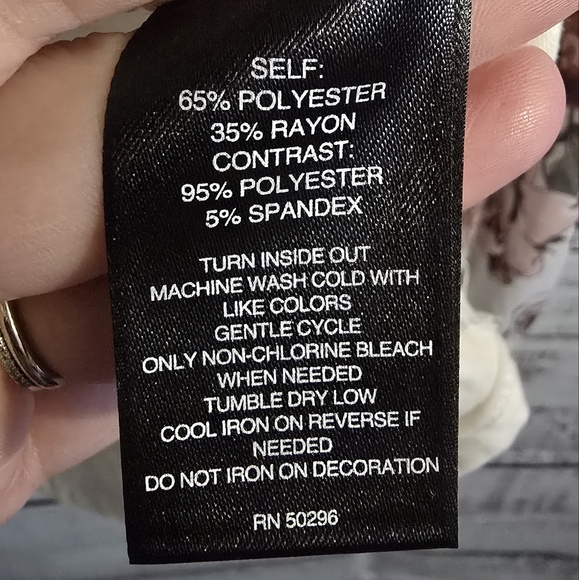 SELF:
65% POLYESTER
35% RAYON
CONTRAST:
95% POLYESTER
5% SPANDEX
TURN INSIDE OUT
MACHINE WASH COLD WITH
LIKE COLORS
GENTLE CYCLE
ONLY NON-CHLORINE BLEACH
WHEN NEEDED
TUMBLE DRY LOW
COOL IRON ON REVERSE IF
NEEDED
DO NOT IRON ON DECORATION
RN 50296